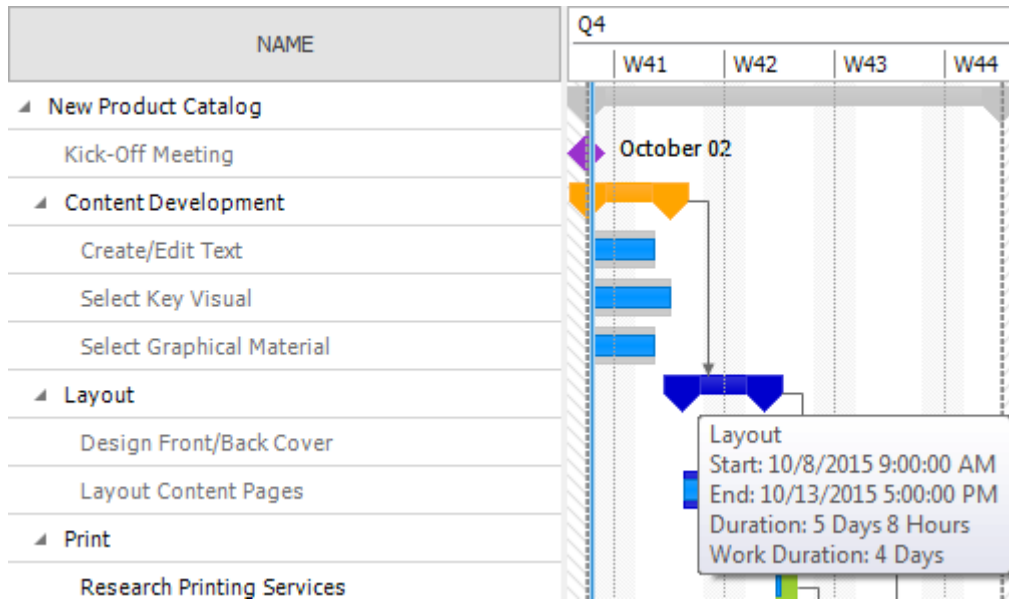 NAME
Q4
W41 W42 W43 W44
New Product Catalog
Kick-Off Meeting October 02
Content Development
Create/Edit Text
Select Key Visual
Select Graphical Material
Layout
Design Front/Back Cover
Layout Content Pages
Print
Research Printing Services
Layout
Start: 10/8/2015 9:00:00 AM
End: 10/13/2015 5:00:00 PM
Duration: 5 Days 8 Hours
Work Duration: 4 Days